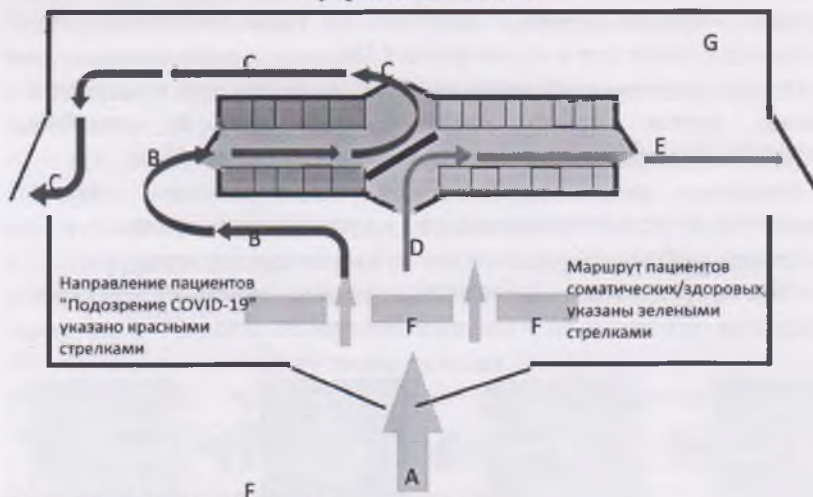 G
C
C
B
E
C
B
D
Направление пациентов
"Подозрение COVID-19"
указано красными
стрелками
Маршрут пациентов
соматических/здоровых,
указаны зелеными
стрелками
F
F
A
F